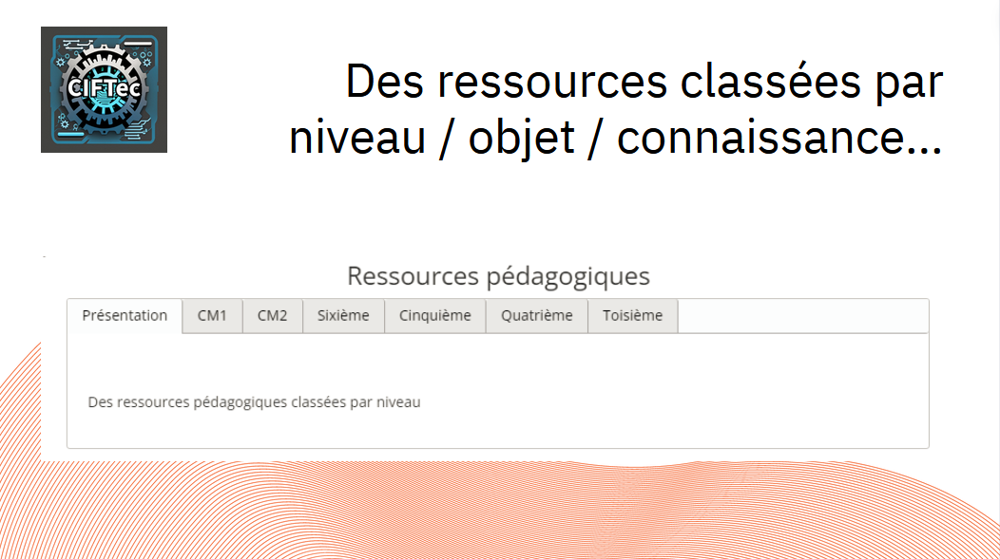 CIFTec
Des ressources classées par
niveau / objet / connaissance...
Ressources pédagogiques
Présentation CM1 CM2 Sixième Cinquième Quatrième Toisième
Des ressources pédagogiques classées par niveau